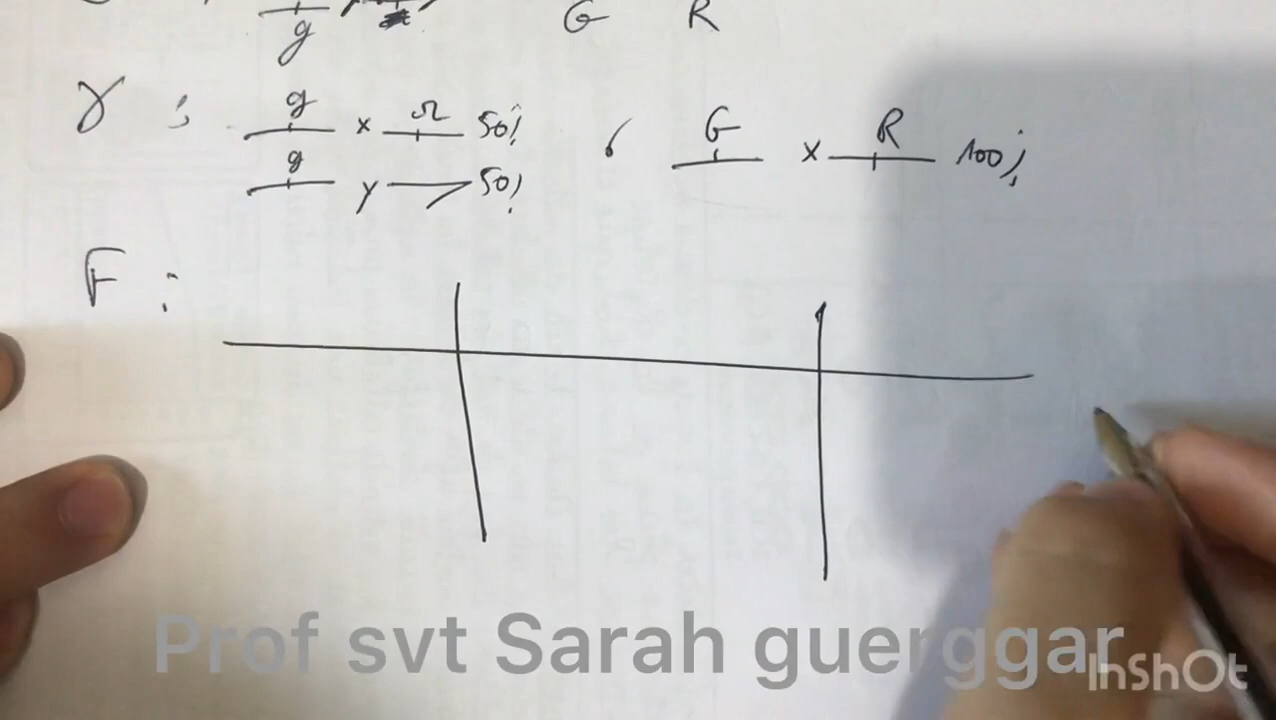 g
G R
γ : g x r 50% , G x R 100%
g y 50%
F :
Prof svt Sarah guerggar
InShOt